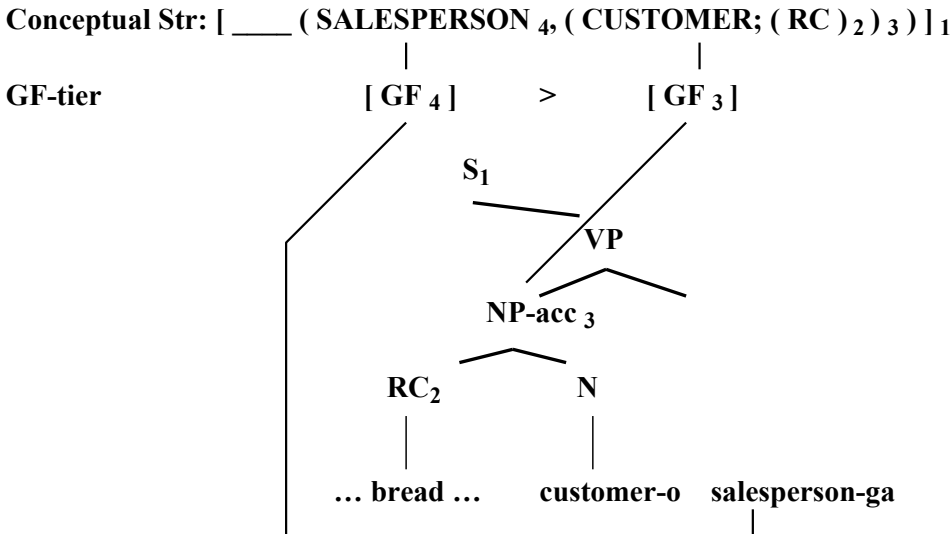 Conceptual Str: [ ____ ( SALESPERSON 4, ( CUSTOMER; ( RC ) 2 ) 3 ) ] 1
GF-tier [ GF 4 ] > [ GF 3 ]
S1
VP
NP-acc 3
RC2 N
… bread … customer-o salesperson-ga